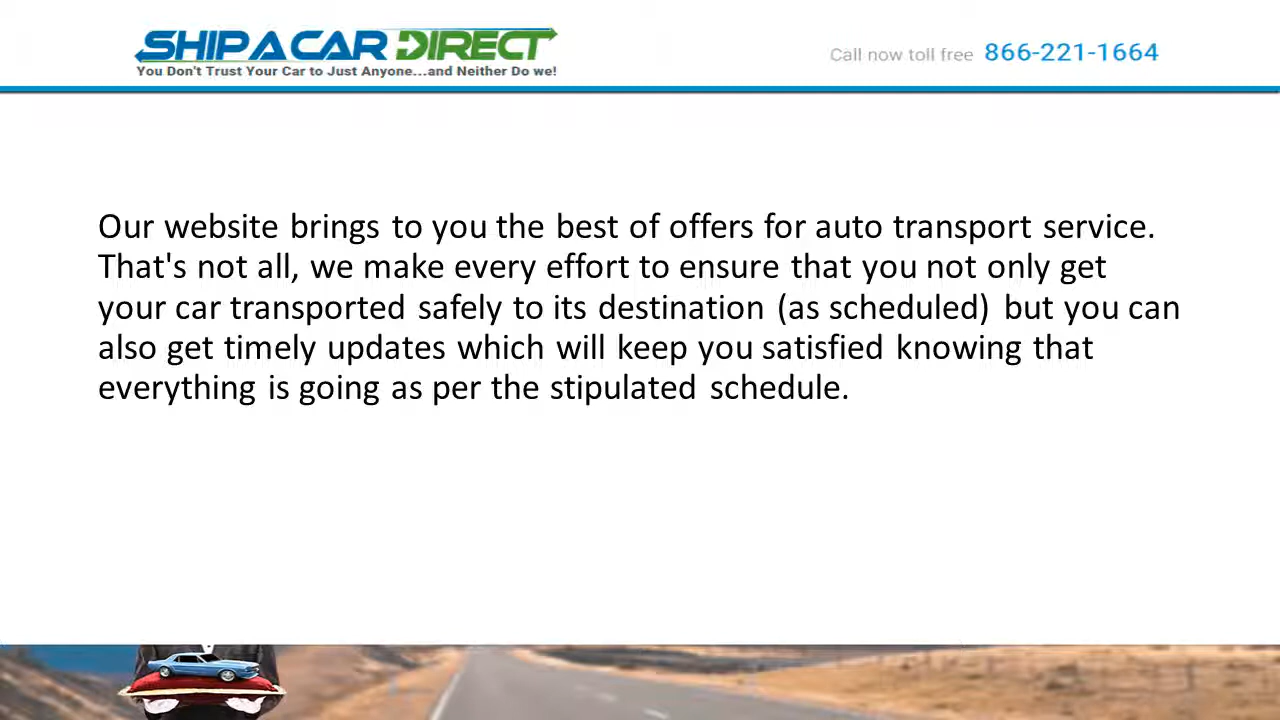 SHIP A CAR DIRECT
You Don't Trust Your Car to Just Anyone...and Neither Do we!
Call now toll free 866-221-1664
Our website brings to you the best of offers for auto transport service.
That's not all, we make every effort to ensure that you not only get
your car transported safely to its destination (as scheduled) but you can
also get timely updates which will keep you satisfied knowing that
everything is going as per the stipulated schedule.